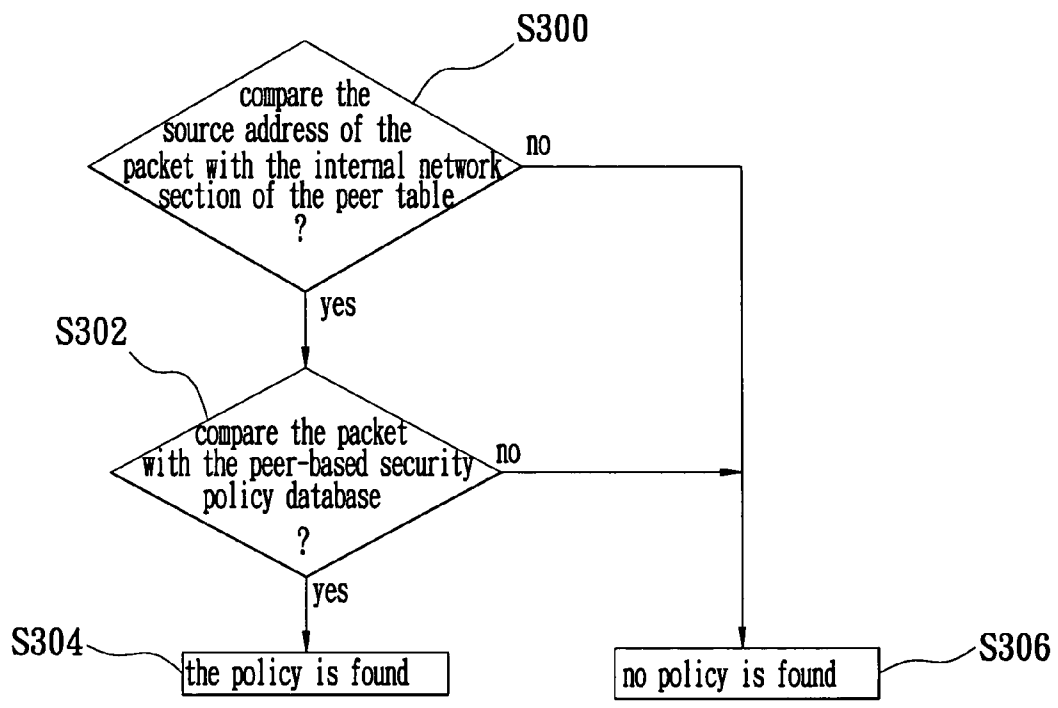 S300
compare the
source address of the
packet with the internal network
section of the peer table
?
no
yes
S302
compare the packet
with the peer-based security
policy database
?
no
yes
S304
the policy is found
no policy is found
S306